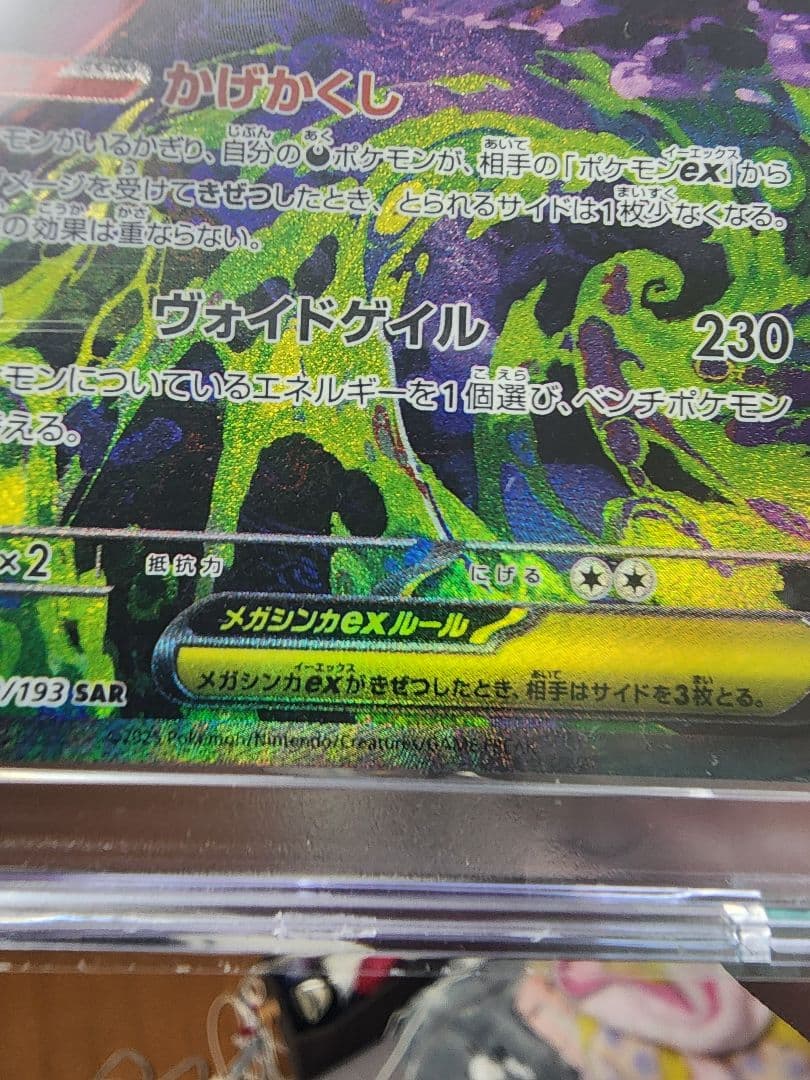 かげかくし
モンがいるかぎり、自分のポケモンが、相手の「ポケモンex」から
メージを受けてきぜつしたとき、とられるサイドは1枚少なくなる。
の効果は重ならない。
ヴォイドゲイル 230
モンについているエネルギーを1個選び、ベンチポケモン
える。
×2 抵抗力 にげる
メガシンカexルール
メガシンカexがきぜつしたとき、相手はサイドを3枚とる。
/193 SAR
©2025 Pokémon/Nintendo/Creatures/GAME FREAK